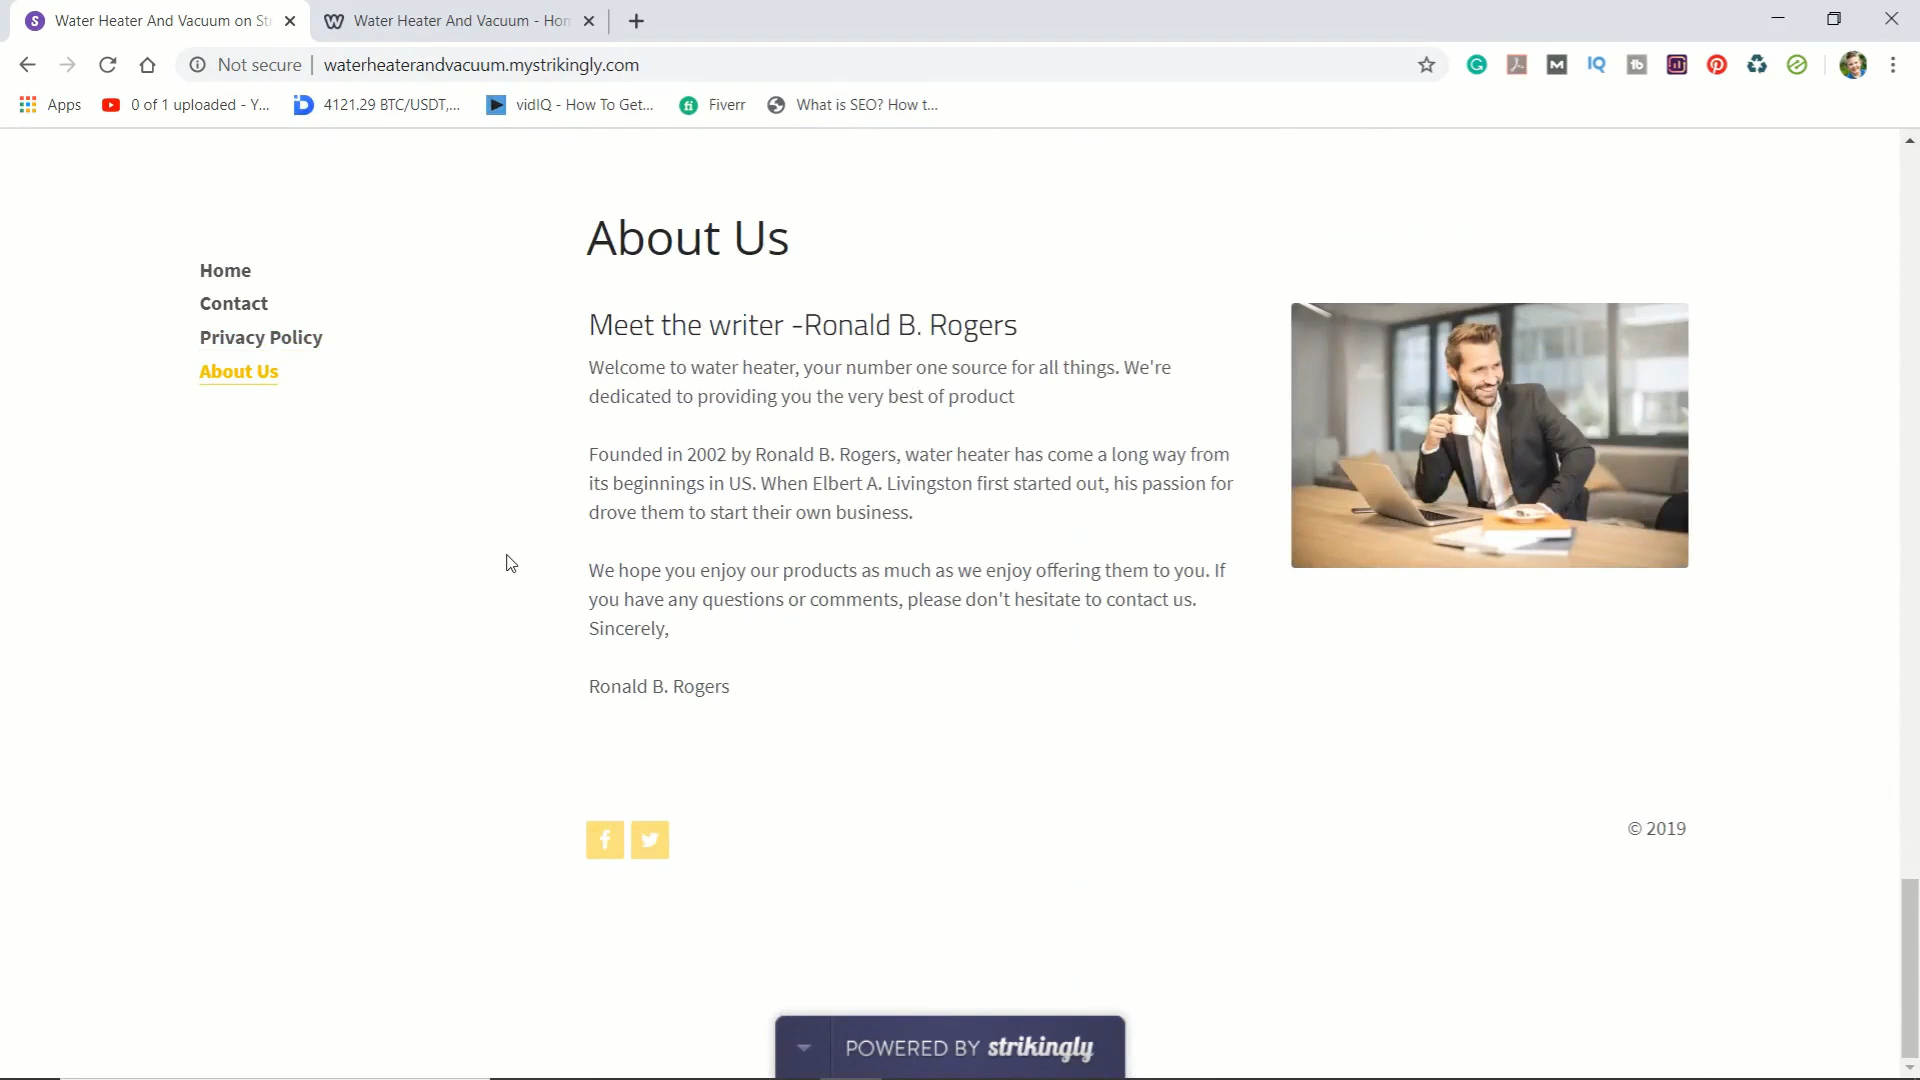 Water Heater And Vacuum on St
Water Heater And Vacuum - Hom
Not secure
waterheaterandvacuum.mystrikingly.com
Apps
0 of 1 uploaded - Y...
4121.29 BTC/USDT,...
vidIQ - How To Get...
Fiverr
What is SEO? How t...
Home
Contact
Privacy Policy
About Us
About Us
Meet the writer -Ronald B. Rogers
Welcome to water heater, your number one source for all things. We're
dedicated to providing you the very best of product
Founded in 2002 by Ronald B. Rogers, water heater has come a long way from
its beginnings in US. When Elbert A. Livingston first started out, his passion for
drove them to start their own business.
We hope you enjoy our products as much as we enjoy offering them to you. If
you have any questions or comments, please don't hesitate to contact us.
Sincerely,
Ronald B. Rogers
© 2019
POWERED BY strikingly